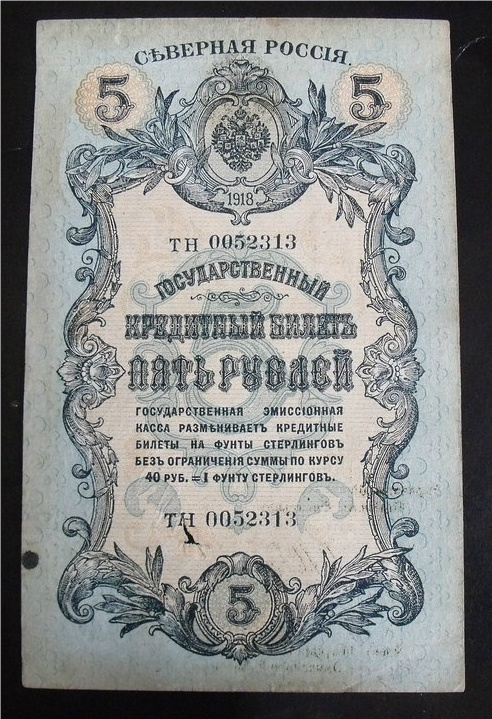 СѢВЕРНАЯ РОССІЯ.
5 5
1918
ТН 0052313
ГОСУДАРСТВЕННЫЙ
КРЕДИТНЫЙ БИЛЕТЪ
ПЯТЬ РУБЛЕЙ
ГОСУДАРСТВЕННАЯ ЭМИССІОННАЯ
КАССА РАЗМѢНИВАЕТЪ КРЕДИТНЫЕ
БИЛЕТЫ НА ФУНТЫ СТЕРЛИНГОВЪ
БЕЗЪ ОГРАНИЧЕНІЯ СУММЫ ПО КУРСУ
40 РУБ. = I ФУНТУ СТЕРЛИНГОВЪ.
ТН 0052313
5